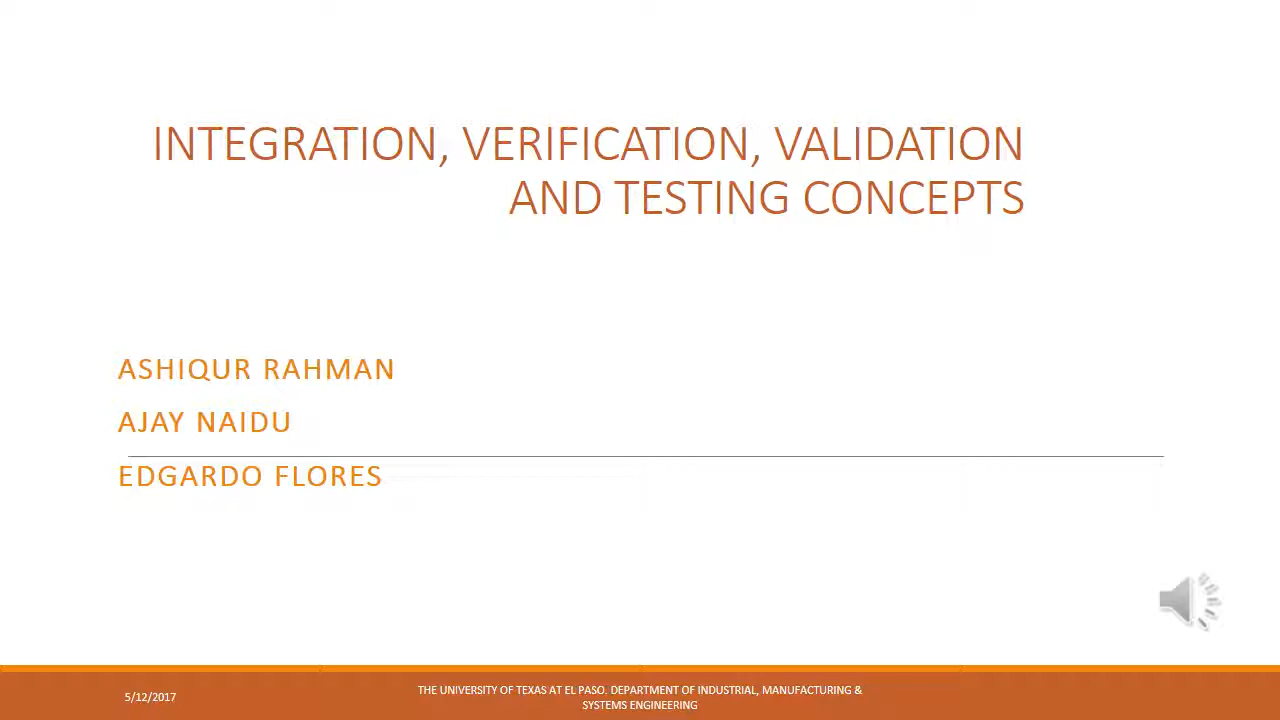 INTEGRATION, VERIFICATION, VALIDATION
AND TESTING CONCEPTS
ASHIQUR RAHMAN
AJAY NAIDU
EDGARDO FLORES
5/12/2017
THE UNIVERSITY OF TEXAS AT EL PASO. DEPARTMENT OF INDUSTRIAL, MANUFACTURING &
SYSTEMS ENGINEERING